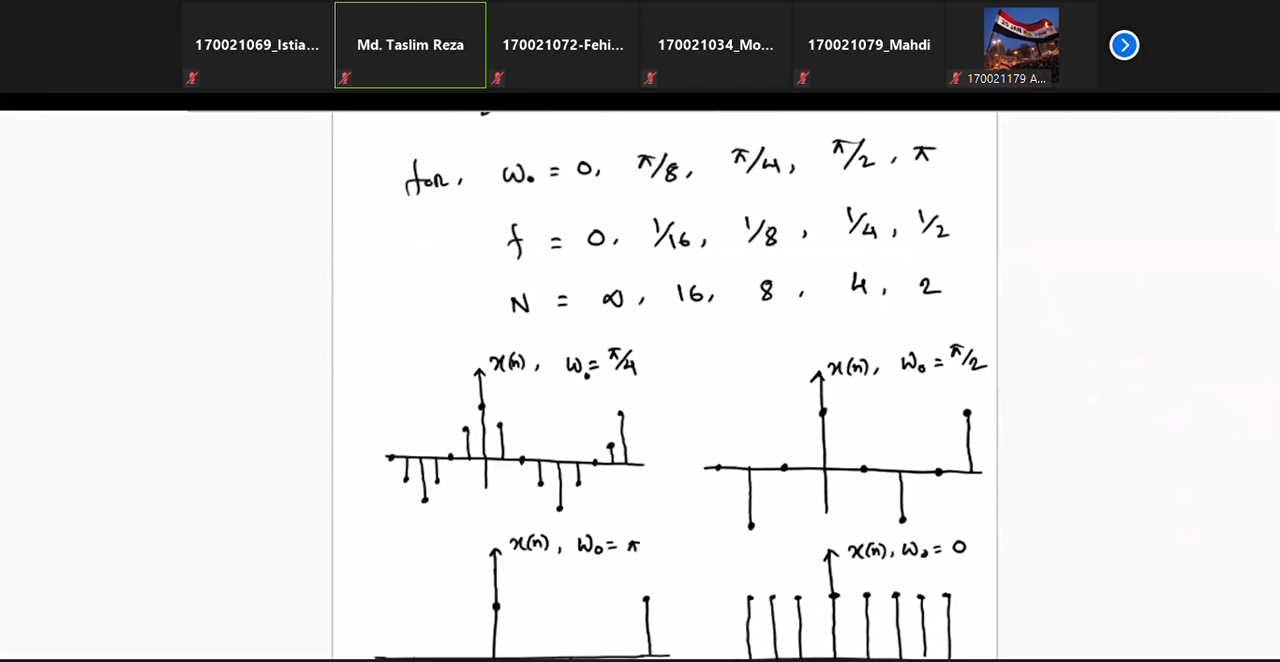 170021069_Istia... Md. Taslim Reza 170021072-Fehi... 170021034_Mo... 170021079_Mahdi
170021179 A...
for, ω₀ = 0, π/8, π/4, π/2, π
f = 0, 1/16, 1/8, 1/4, 1/2
N = ∞, 16, 8, 4, 2
x(n), ω₀ = π/4
x(n), ω₀ = π/2
x(n), ω₀ = π
x(n), ω₀ = 0